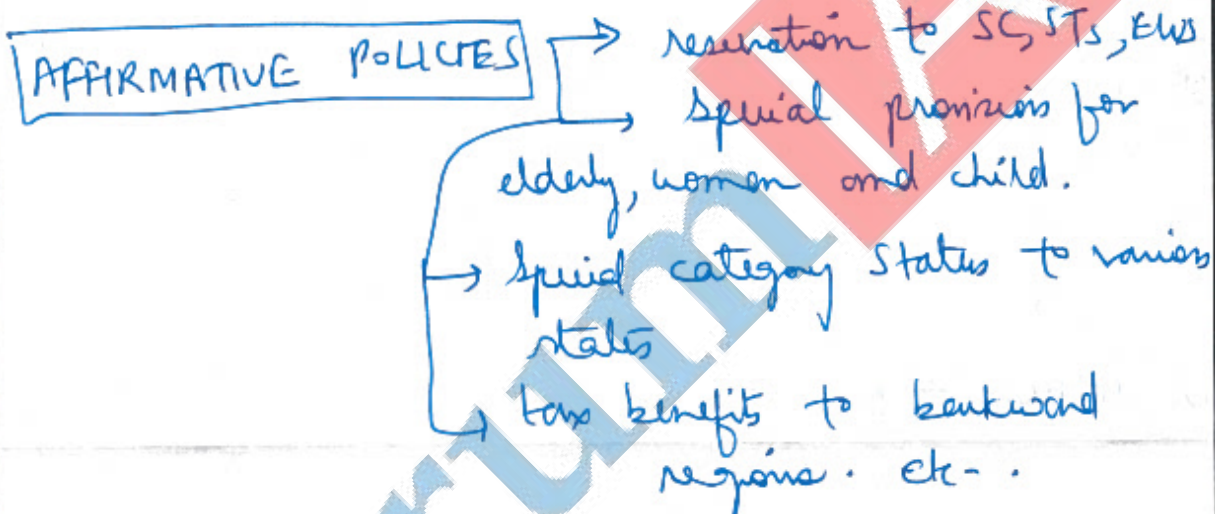 AFFIRMATIVE POLICIES → reservation to SC, STs, EWS
→ special provision for
elderly, women and child.
→ special category status to various
states
→ tax benefits to backward
regions. etc-.